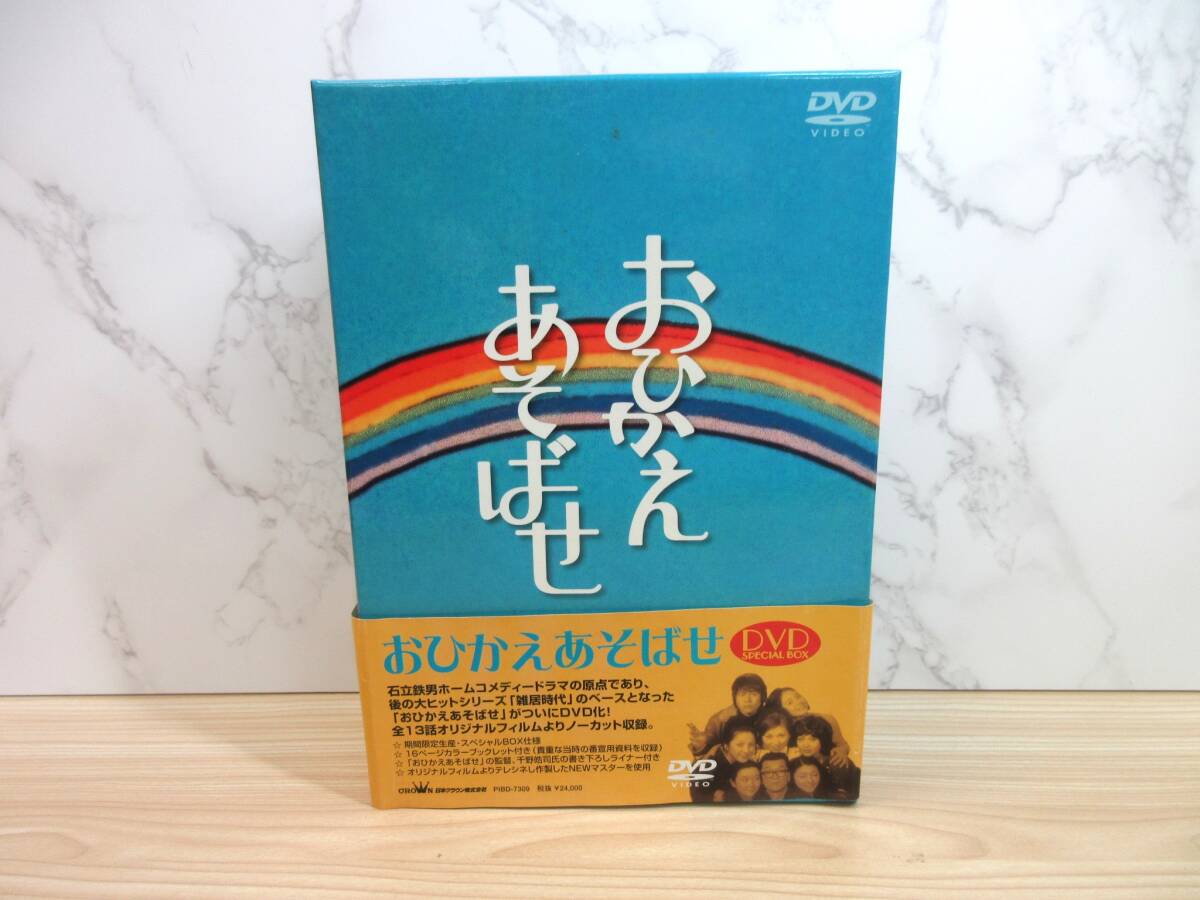 DVD
VIDEO
おひかえ
あそばせ
おひかえあそばせ
DVD
SPECIAL BOX
石立鉄男ホームコメディードラマの原点であり、
後の大ヒットシリーズ「雑居時代」のベースとなった
「おひかえあそばせ」がついにDVD化!
全13話オリジナルフィルムよりノーカット収録。
☆ 期間限定生産・スペシャルBOX仕様
☆ 16ページカラーブックレット付き(貴重な当時の番宣用資料を収録)
☆ 「おひかえあそばせ」の監督、千野皓司氏の書き下ろしライナー付き
☆ オリジナルフィルムよりテレシネし作製したNEWマスターを使用
CROWN 日本クラウン株式会社 PIBD-7309 税抜 ¥24,000
DVD
VIDEO